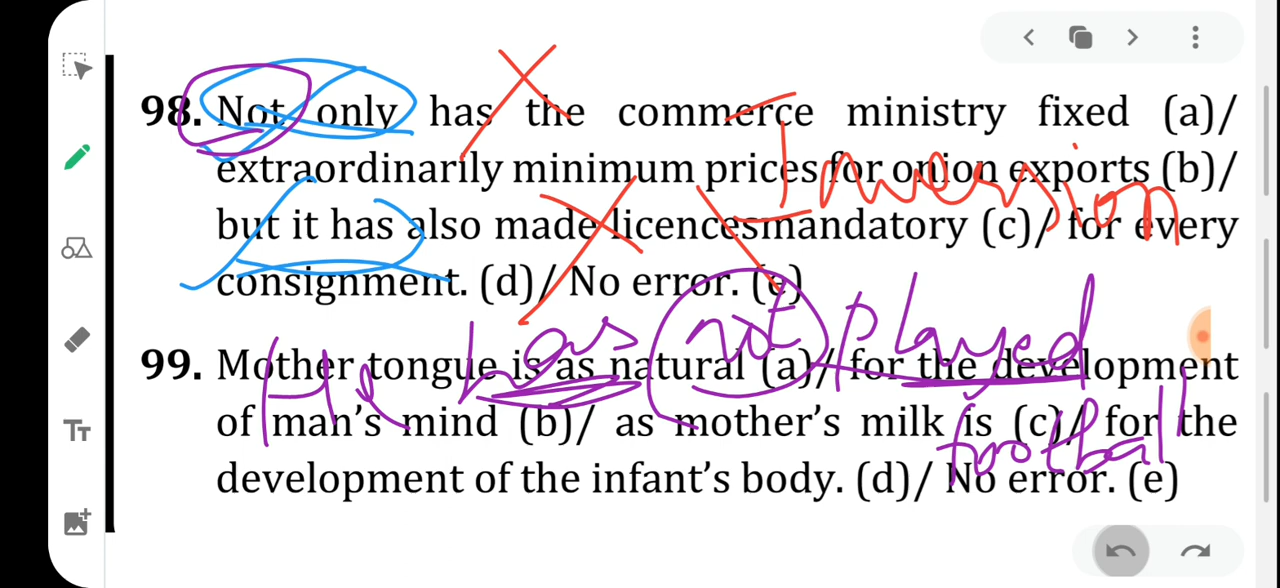 98. Not only has the commerce ministry fixed (a)/
extraordinarily minimum prices for onion exports (b)/
Inversion
but it has also made licencesmandatory (c)/ for every
consignment. (d)/ No error. (e)
He has not played
football
99. Mother tongue is as natural (a)/ for the development
of man's mind (b)/ as mother's milk is (c)/ for the
development of the infant's body. (d)/ No error. (e)
TT